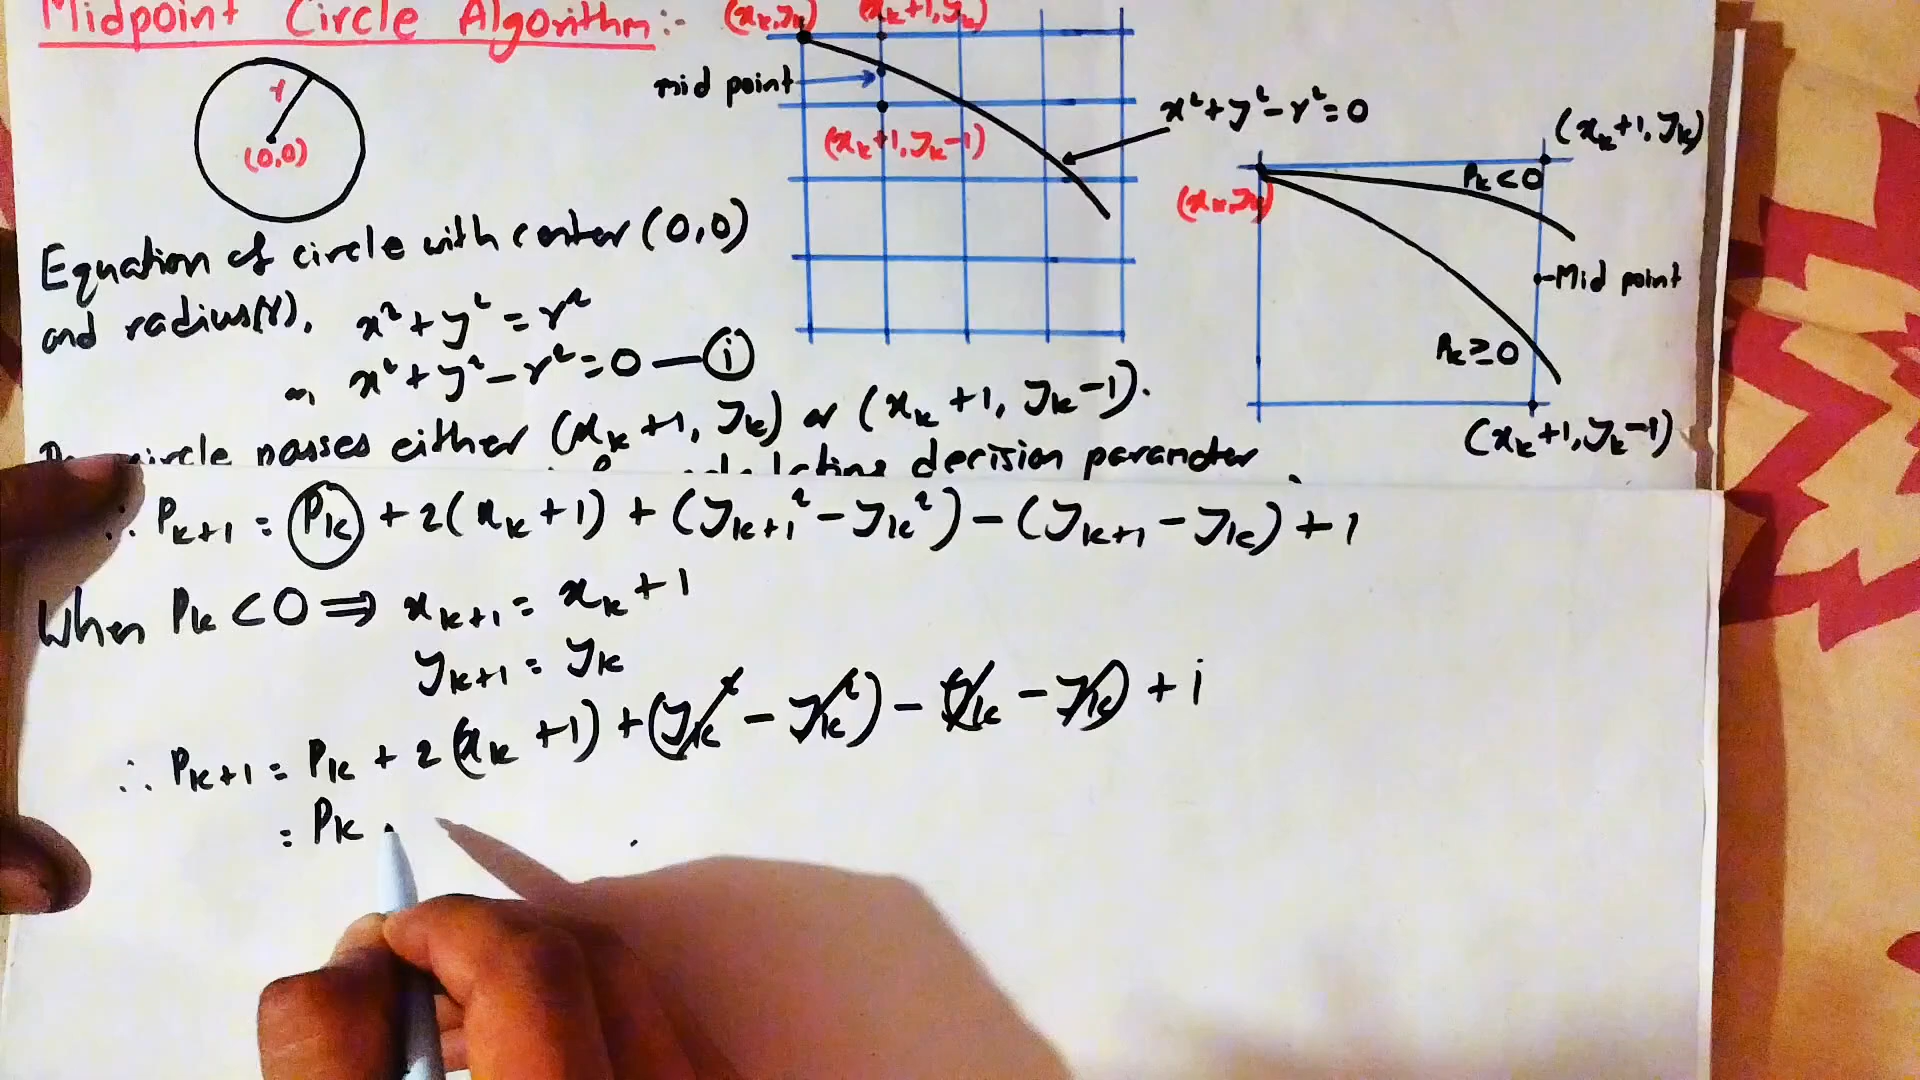 Midpoint Circle Algorithm:-
(xₖ,yₖ) (xₖ+1,yₖ)
mid point
(xₖ+1,yₖ-1)
x²+y²-r²=0
r
(0,0)
(xₖ+1,yₖ)
Pₖ<0
(xₖ,yₖ)
Mid point
Pₖ≥0
(xₖ+1,yₖ-1)
Equation of circle with center (0,0)
and radius(r), x²+y²=r²
x²+y²-r²=0 — (i)
circle passes either (xₖ+1, yₖ) or (xₖ+1, yₖ-1).
decision parameter
∴ Pₖ₊₁ = Pₖ + 2(xₖ+1) + (yₖ₊₁² - yₖ²) - (yₖ₊₁ - yₖ) + 1
When Pₖ<0 ⇒ xₖ₊₁ = xₖ+1
yₖ₊₁ = yₖ
∴ Pₖ₊₁ = Pₖ + 2(xₖ+1) + (yₖ² - yₖ²) - (yₖ - yₖ) + 1
= Pₖ